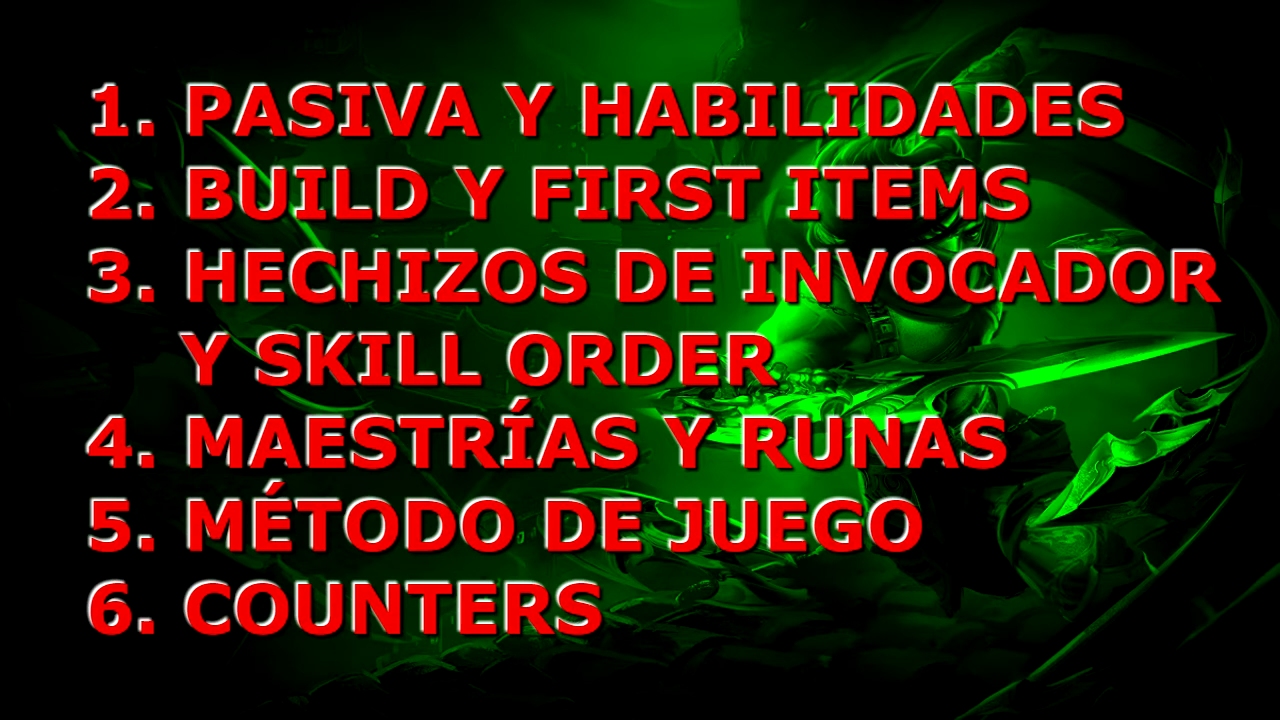 1. PASIVA Y HABILIDADES
2. BUILD Y FIRST ITEMS
3. HECHIZOS DE INVOCADOR
Y SKILL ORDER
4. MAESTRÍAS Y RUNAS
5. MÉTODO DE JUEGO
6. COUNTERS